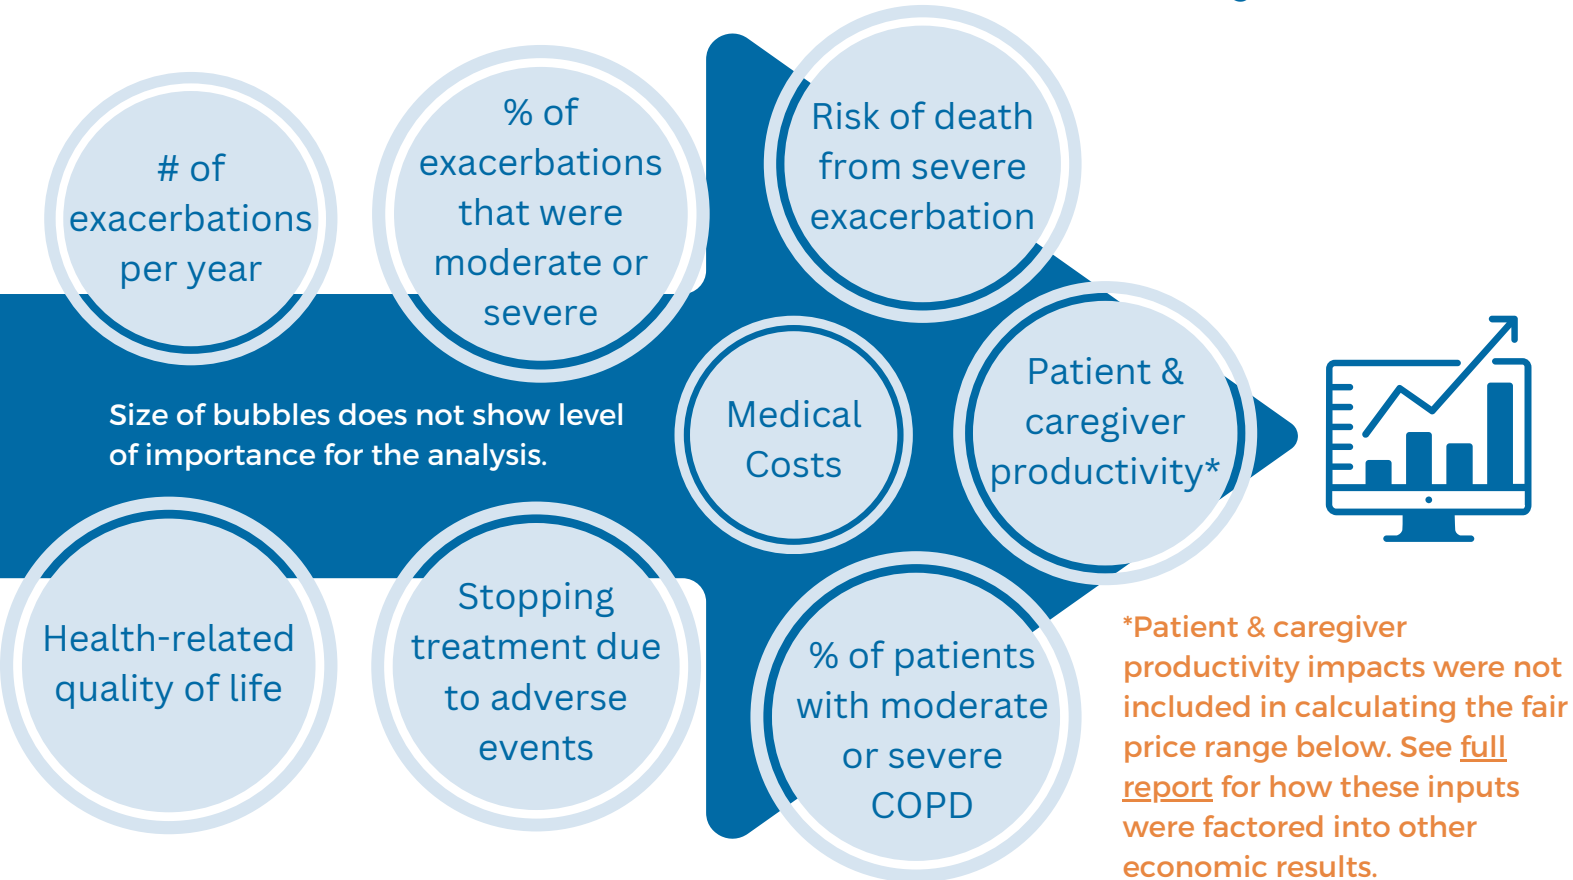 # of
exacerbations
per year
% of
exacerbations
that were
moderate or
severe
Risk of death
from severe
exacerbation
Size of bubbles does not show level
of importance for the analysis.
Medical
Costs
Patient &
caregiver
productivity*
Health-related
quality of life
Stopping
treatment due
to adverse
events
% of patients
with moderate
or severe
COPD
*Patient & caregiver
productivity impacts were not
included in calculating the fair
price range below. See full
report for how these inputs
were factored into other
economic results.